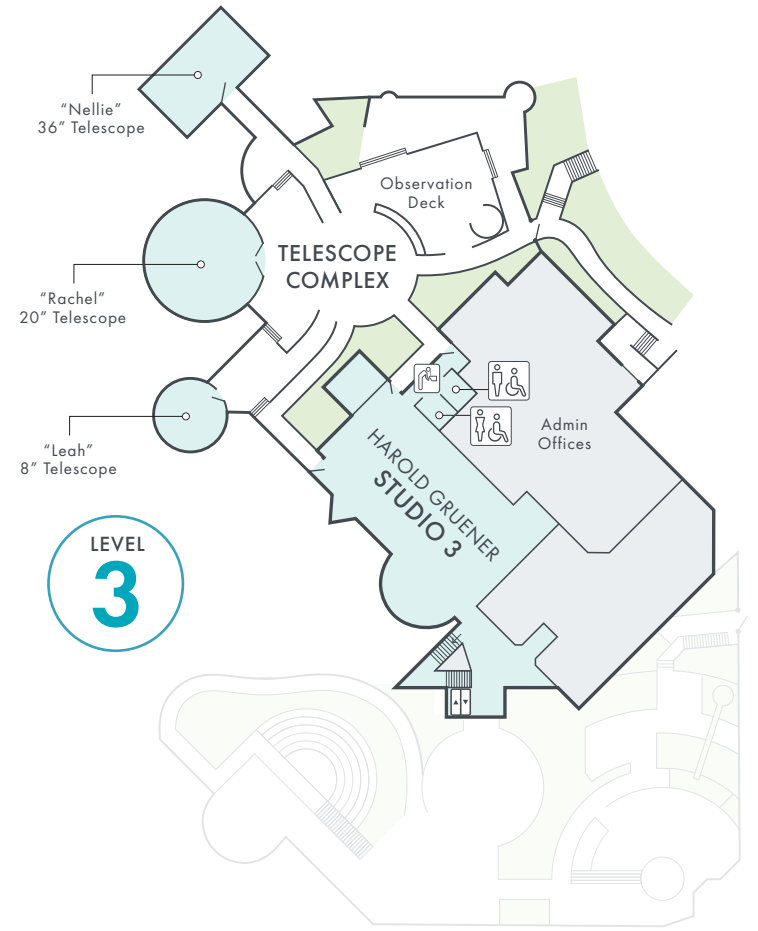 “Nellie”
36” Telescope
Observation
Deck
TELESCOPE
COMPLEX
“Rachel”
20” Telescope
“Leah”
8” Telescope
Admin
Offices
HAROLD GRUENER
STUDIO 3
LEVEL
3